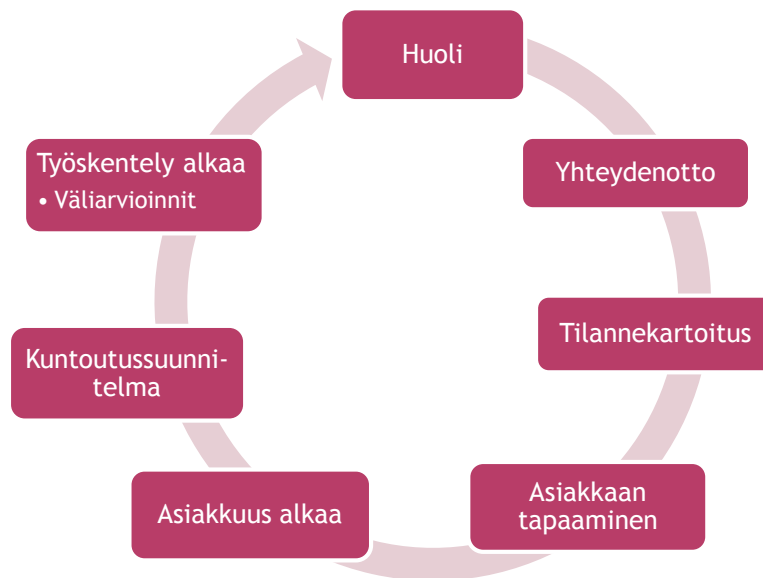 Huoli
Yhteydenotto
Tilannekartoitus
Asiakkaan
tapaaminen
Asiakkuus alkaa
Kuntoutussuunni-
telma
Työskentely alkaa
• Väliarvioinnit